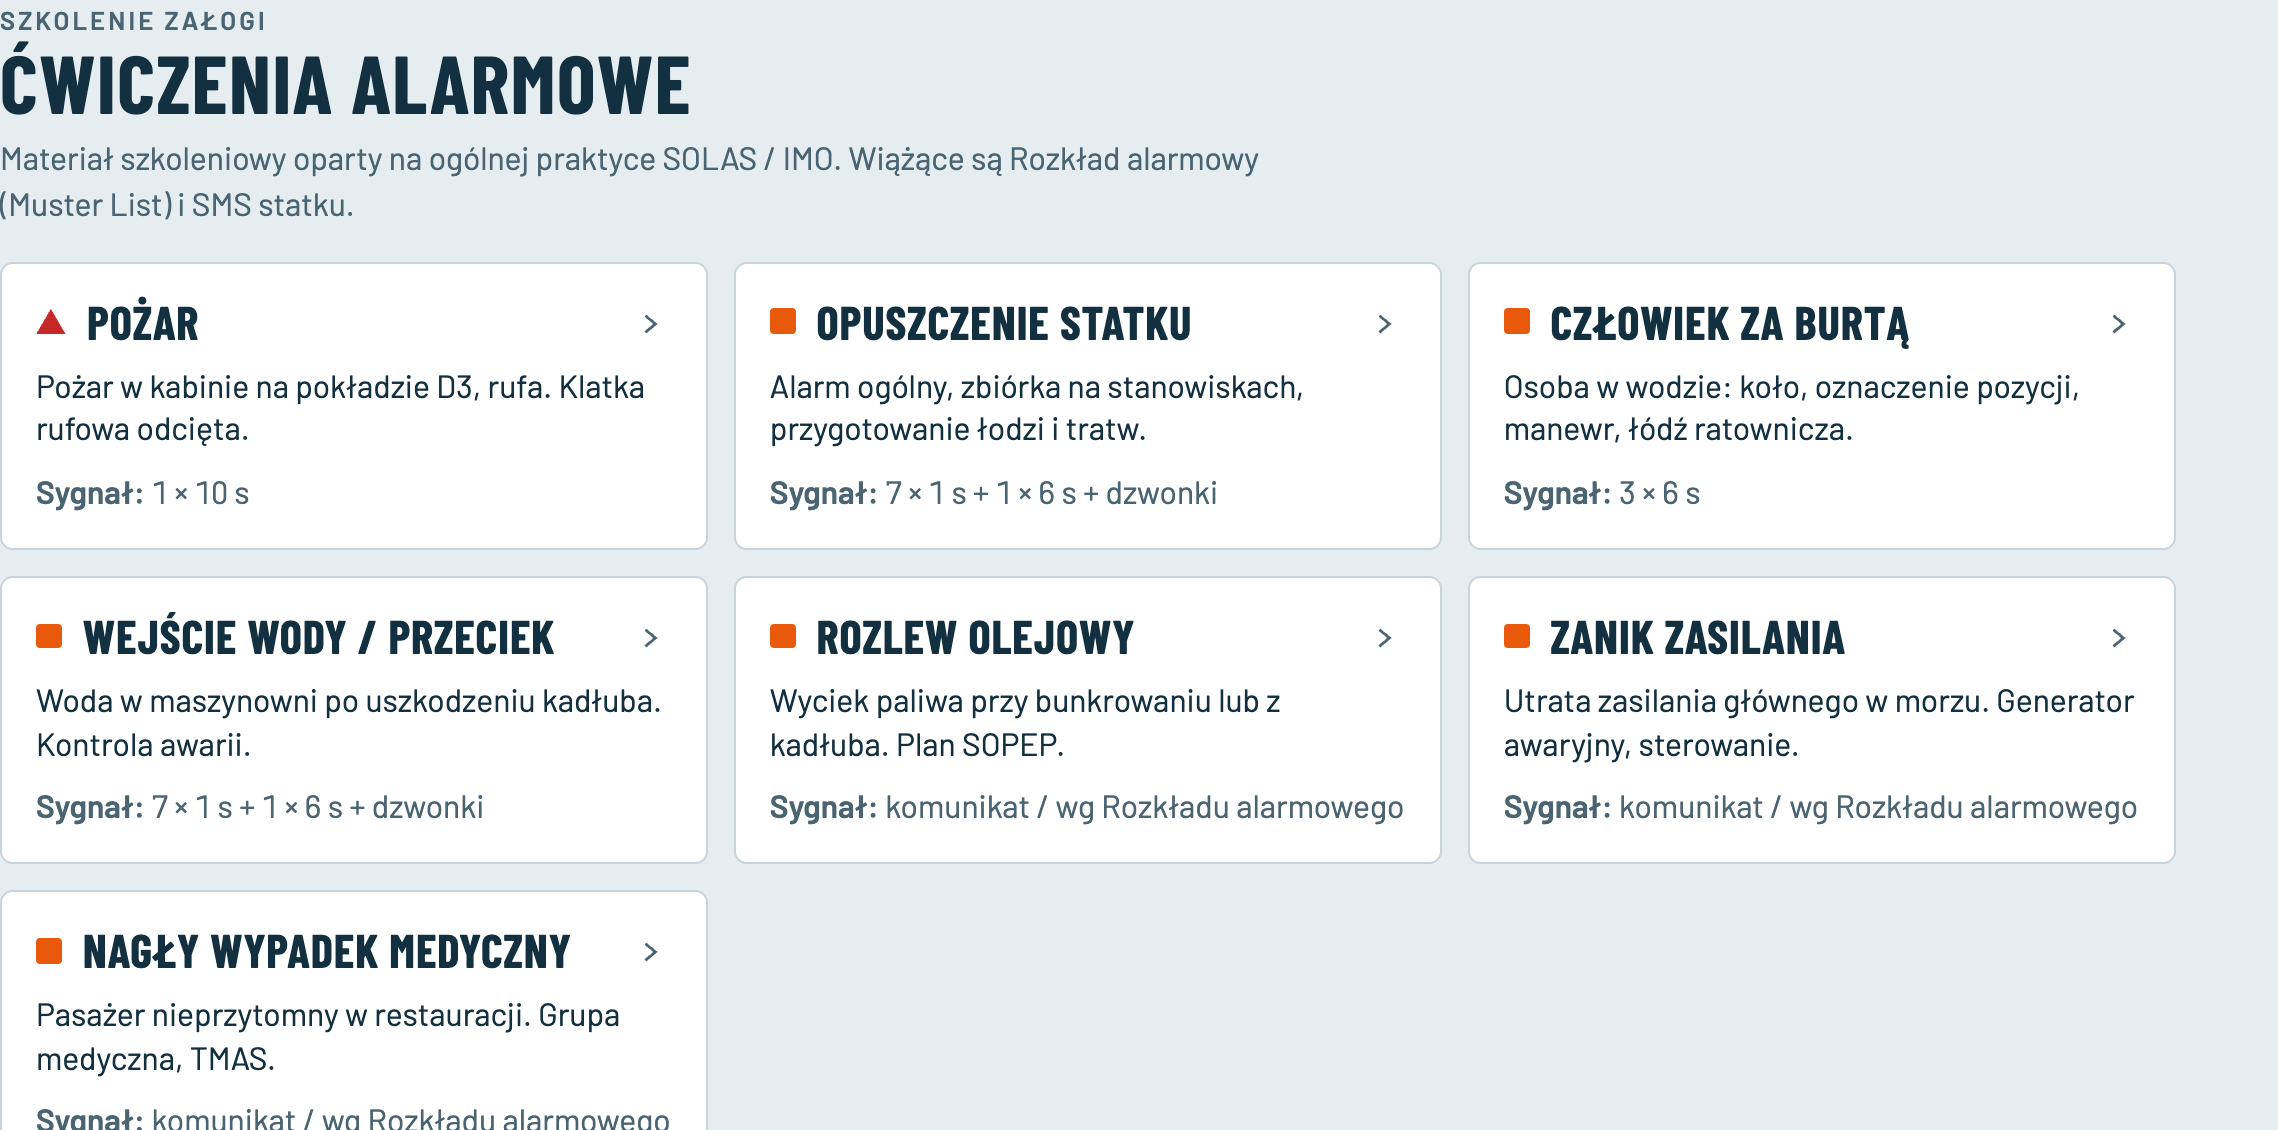 SZKOLENIE ZAŁOGI
ĆWICZENIA ALARMOWE
Materiał szkoleniowy oparty na ogólnej praktyce SOLAS / IMO. Wiążące są Rozkład alarmowy
(Muster List) i SMS statku.
POŻAR
Pożar w kabinie na pokładzie D3, rufa. Klatka
rufowa odcięta.
Sygnał: 1 × 10 s
OPUSZCZENIE STATKU
Alarm ogólny, zbiórka na stanowiskach,
przygotowanie łodzi i tratw.
Sygnał: 7 × 1 s + 1 × 6 s + dzwonki
CZŁOWIEK ZA BURTĄ
Osoba w wodzie: koło, oznaczenie pozycji,
manewr, łódź ratownicza.
Sygnał: 3 × 6 s
WEJŚCIE WODY / PRZECIEK
Woda w maszynowni po uszkodzeniu kadłuba.
Kontrola awarii.
Sygnał: 7 × 1 s + 1 × 6 s + dzwonki
ROZLEW OLEJOWY
Wyciek paliwa przy bunkrowaniu lub z
kadłuba. Plan SOPEP.
Sygnał: komunikat / wg Rozkładu alarmowego
ZANIK ZASILANIA
Utrata zasilania głównego w morzu. Generator
awaryjny, sterowanie.
Sygnał: komunikat / wg Rozkładu alarmowego
NAGŁY WYPADEK MEDYCZNY
Pasażer nieprzytomny w restauracji. Grupa
medyczna, TMAS.
Sygnał: komunikat / wg Rozkładu alarmowego